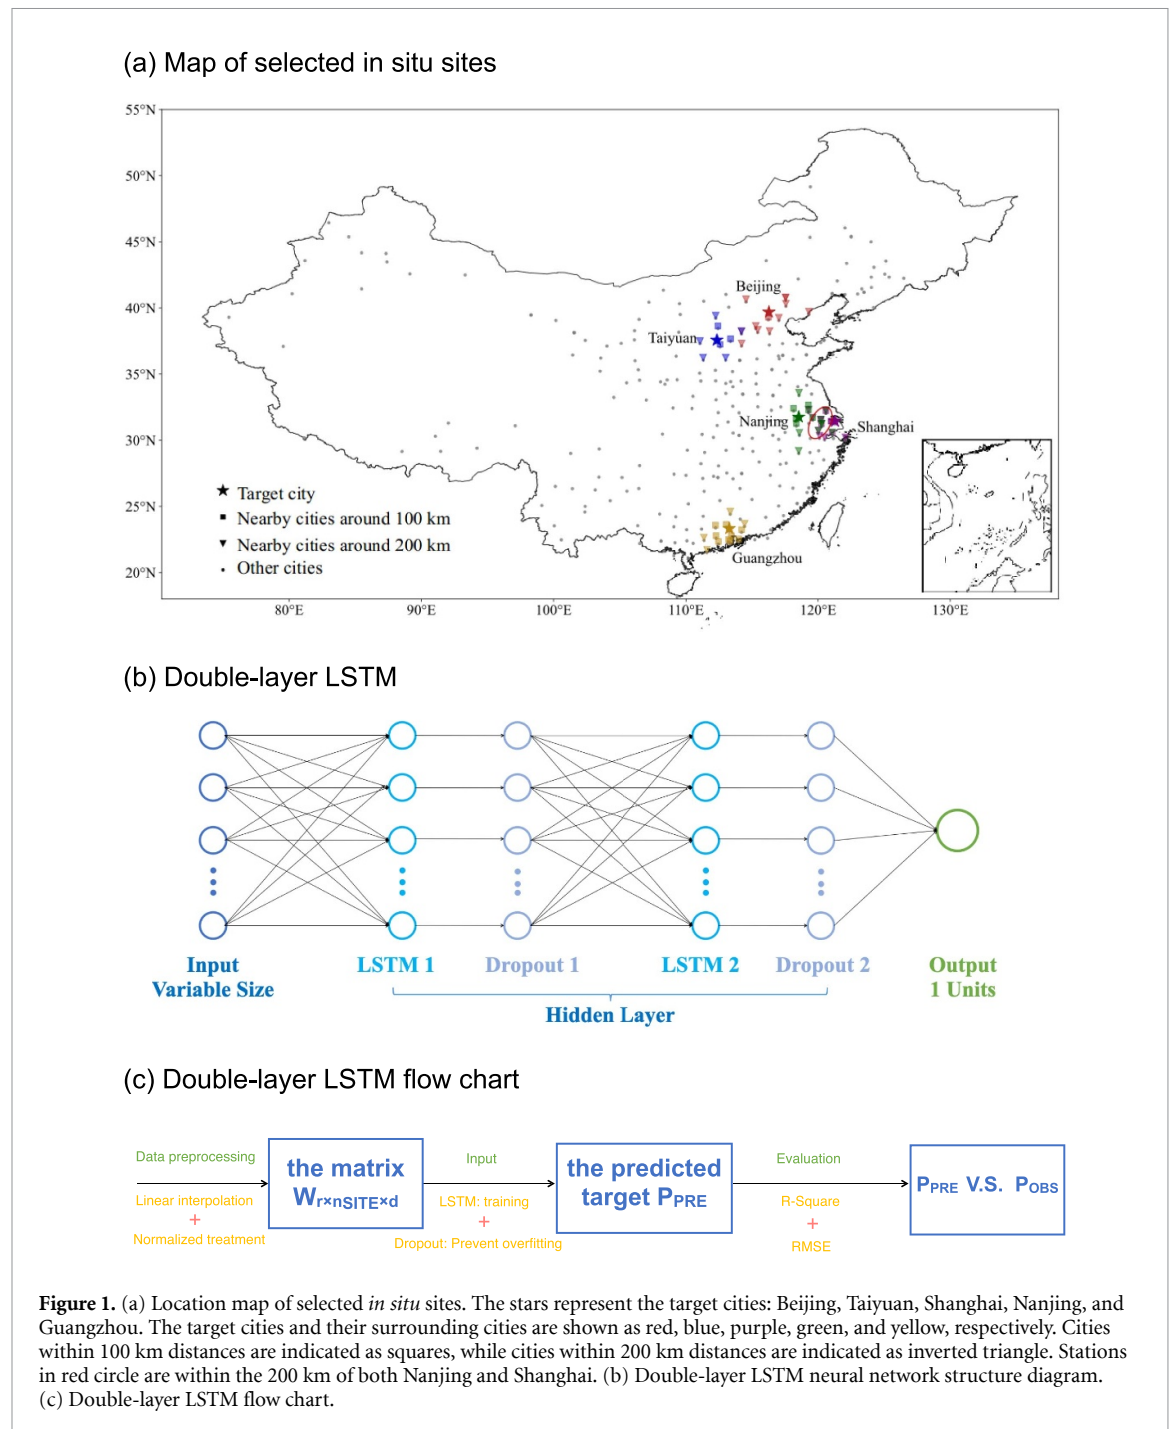 (a) Map of selected in situ sites
55°N
50°N
45°N
40°N
35°N
30°N
25°N
20°N
Beijing
Taiyuan
Nanjing
Shanghai
Guangzhou
Target city
Nearby cities around 100 km
Nearby cities around 200 km
Other cities
80°E 90°E 100°E 110°E 120°E 130°E
(b) Double-layer LSTM
Input
Variable Size
LSTM 1
Dropout 1
LSTM 2
Dropout 2
Output
1 Units
Hidden Layer
(c) Double-layer LSTM flow chart
Data preprocessing
Linear interpolation
+
Normalized treatment
the matrix
Wr×nSITE×d
Input
LSTM: training
+
Dropout: Prevent overfitting
the predicted
target PPRE
Evaluation
R-Square
+
RMSE
PPRE V.S. POBS
Figure 1. (a) Location map of selected in situ sites. The stars represent the target cities: Beijing, Taiyuan, Shanghai, Nanjing, and
Guangzhou. The target cities and their surrounding cities are shown as red, blue, purple, green, and yellow, respectively. Cities
within 100 km distances are indicated as squares, while cities within 200 km distances are indicated as inverted triangle. Stations
in red circle are within the 200 km of both Nanjing and Shanghai. (b) Double-layer LSTM neural network structure diagram.
(c) Double-layer LSTM flow chart.